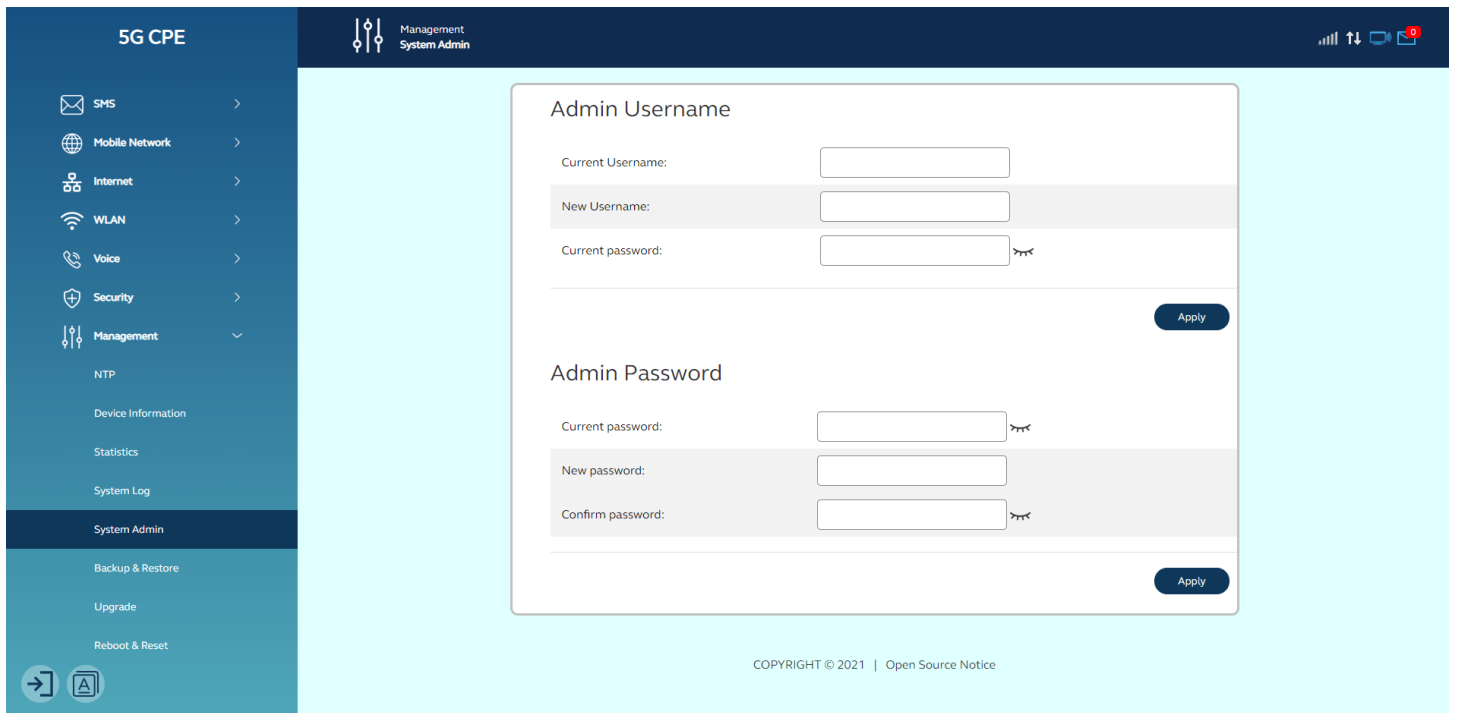 5G CPE
Management
System Admin
0
SMS
Mobile Network
Internet
WLAN
Voice
Security
Management
NTP
Device Information
Statistics
System Log
System Admin
Backup & Restore
Upgrade
Reboot & Reset
A
Admin Username
Current Username:
New Username:
Current password:
Apply
Admin Password
Current password:
New password:
Confirm password:
Apply
COPYRIGHT © 2021 | Open Source Notice